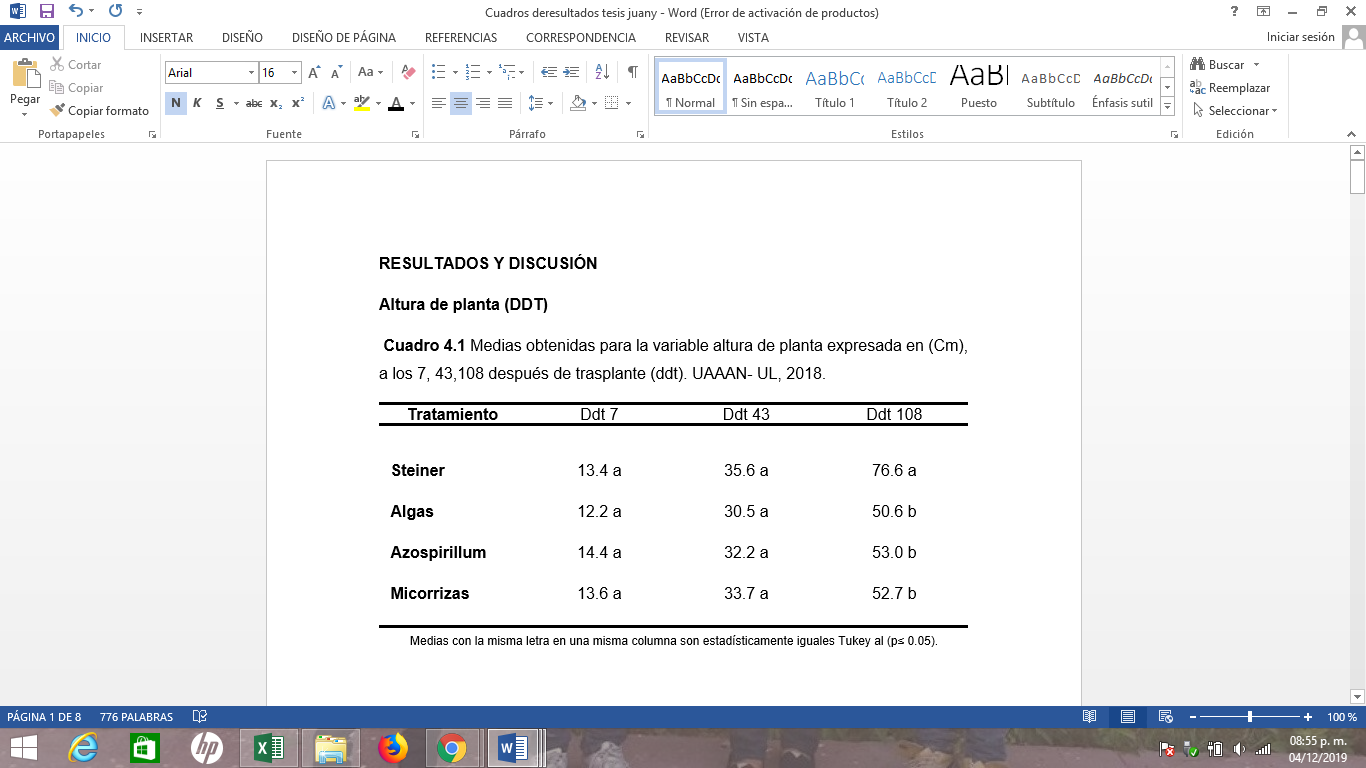 Cuadros deresultados tesis juany - Word (Error de activación de productos)
ARCHIVO INICIO INSERTAR DISEÑO DISEÑO DE PÁGINA REFERENCIAS CORRESPONDENCIA REVISAR VISTA Iniciar sesión
Pegar
Cortar
Copiar
Copiar formato
Portapapeles
Arial 16
N K S abc x₂ x²
Fuente
Párrafo
AaBbCcDc AaBbCcDc AaBbCc AaBbCcD AaB AaBbCcD AaBbCcDc
¶ Normal ¶ Sin espa... Título 1 Título 2 Puesto Subtítulo Énfasis sutil
Estilos
Buscar
Reemplazar
Seleccionar
Edición
RESULTADOS Y DISCUSIÓN
Altura de planta (DDT)
Cuadro 4.1 Medias obtenidas para la variable altura de planta expresada en (Cm),
a los 7, 43,108 después de trasplante (ddt). UAAAN- UL, 2018.
Tratamiento Ddt 7 Ddt 43 Ddt 108
Steiner 13.4 a 35.6 a 76.6 a
Algas 12.2 a 30.5 a 50.6 b
Azospirillum 14.4 a 32.2 a 53.0 b
Micorrizas 13.6 a 33.7 a 52.7 b
Medias con la misma letra en una misma columna son estadísticamente iguales Tukey al (p≤ 0.05).
PÁGINA 1 DE 8 776 PALABRAS 100 %
08:55 p. m.
04/12/2019